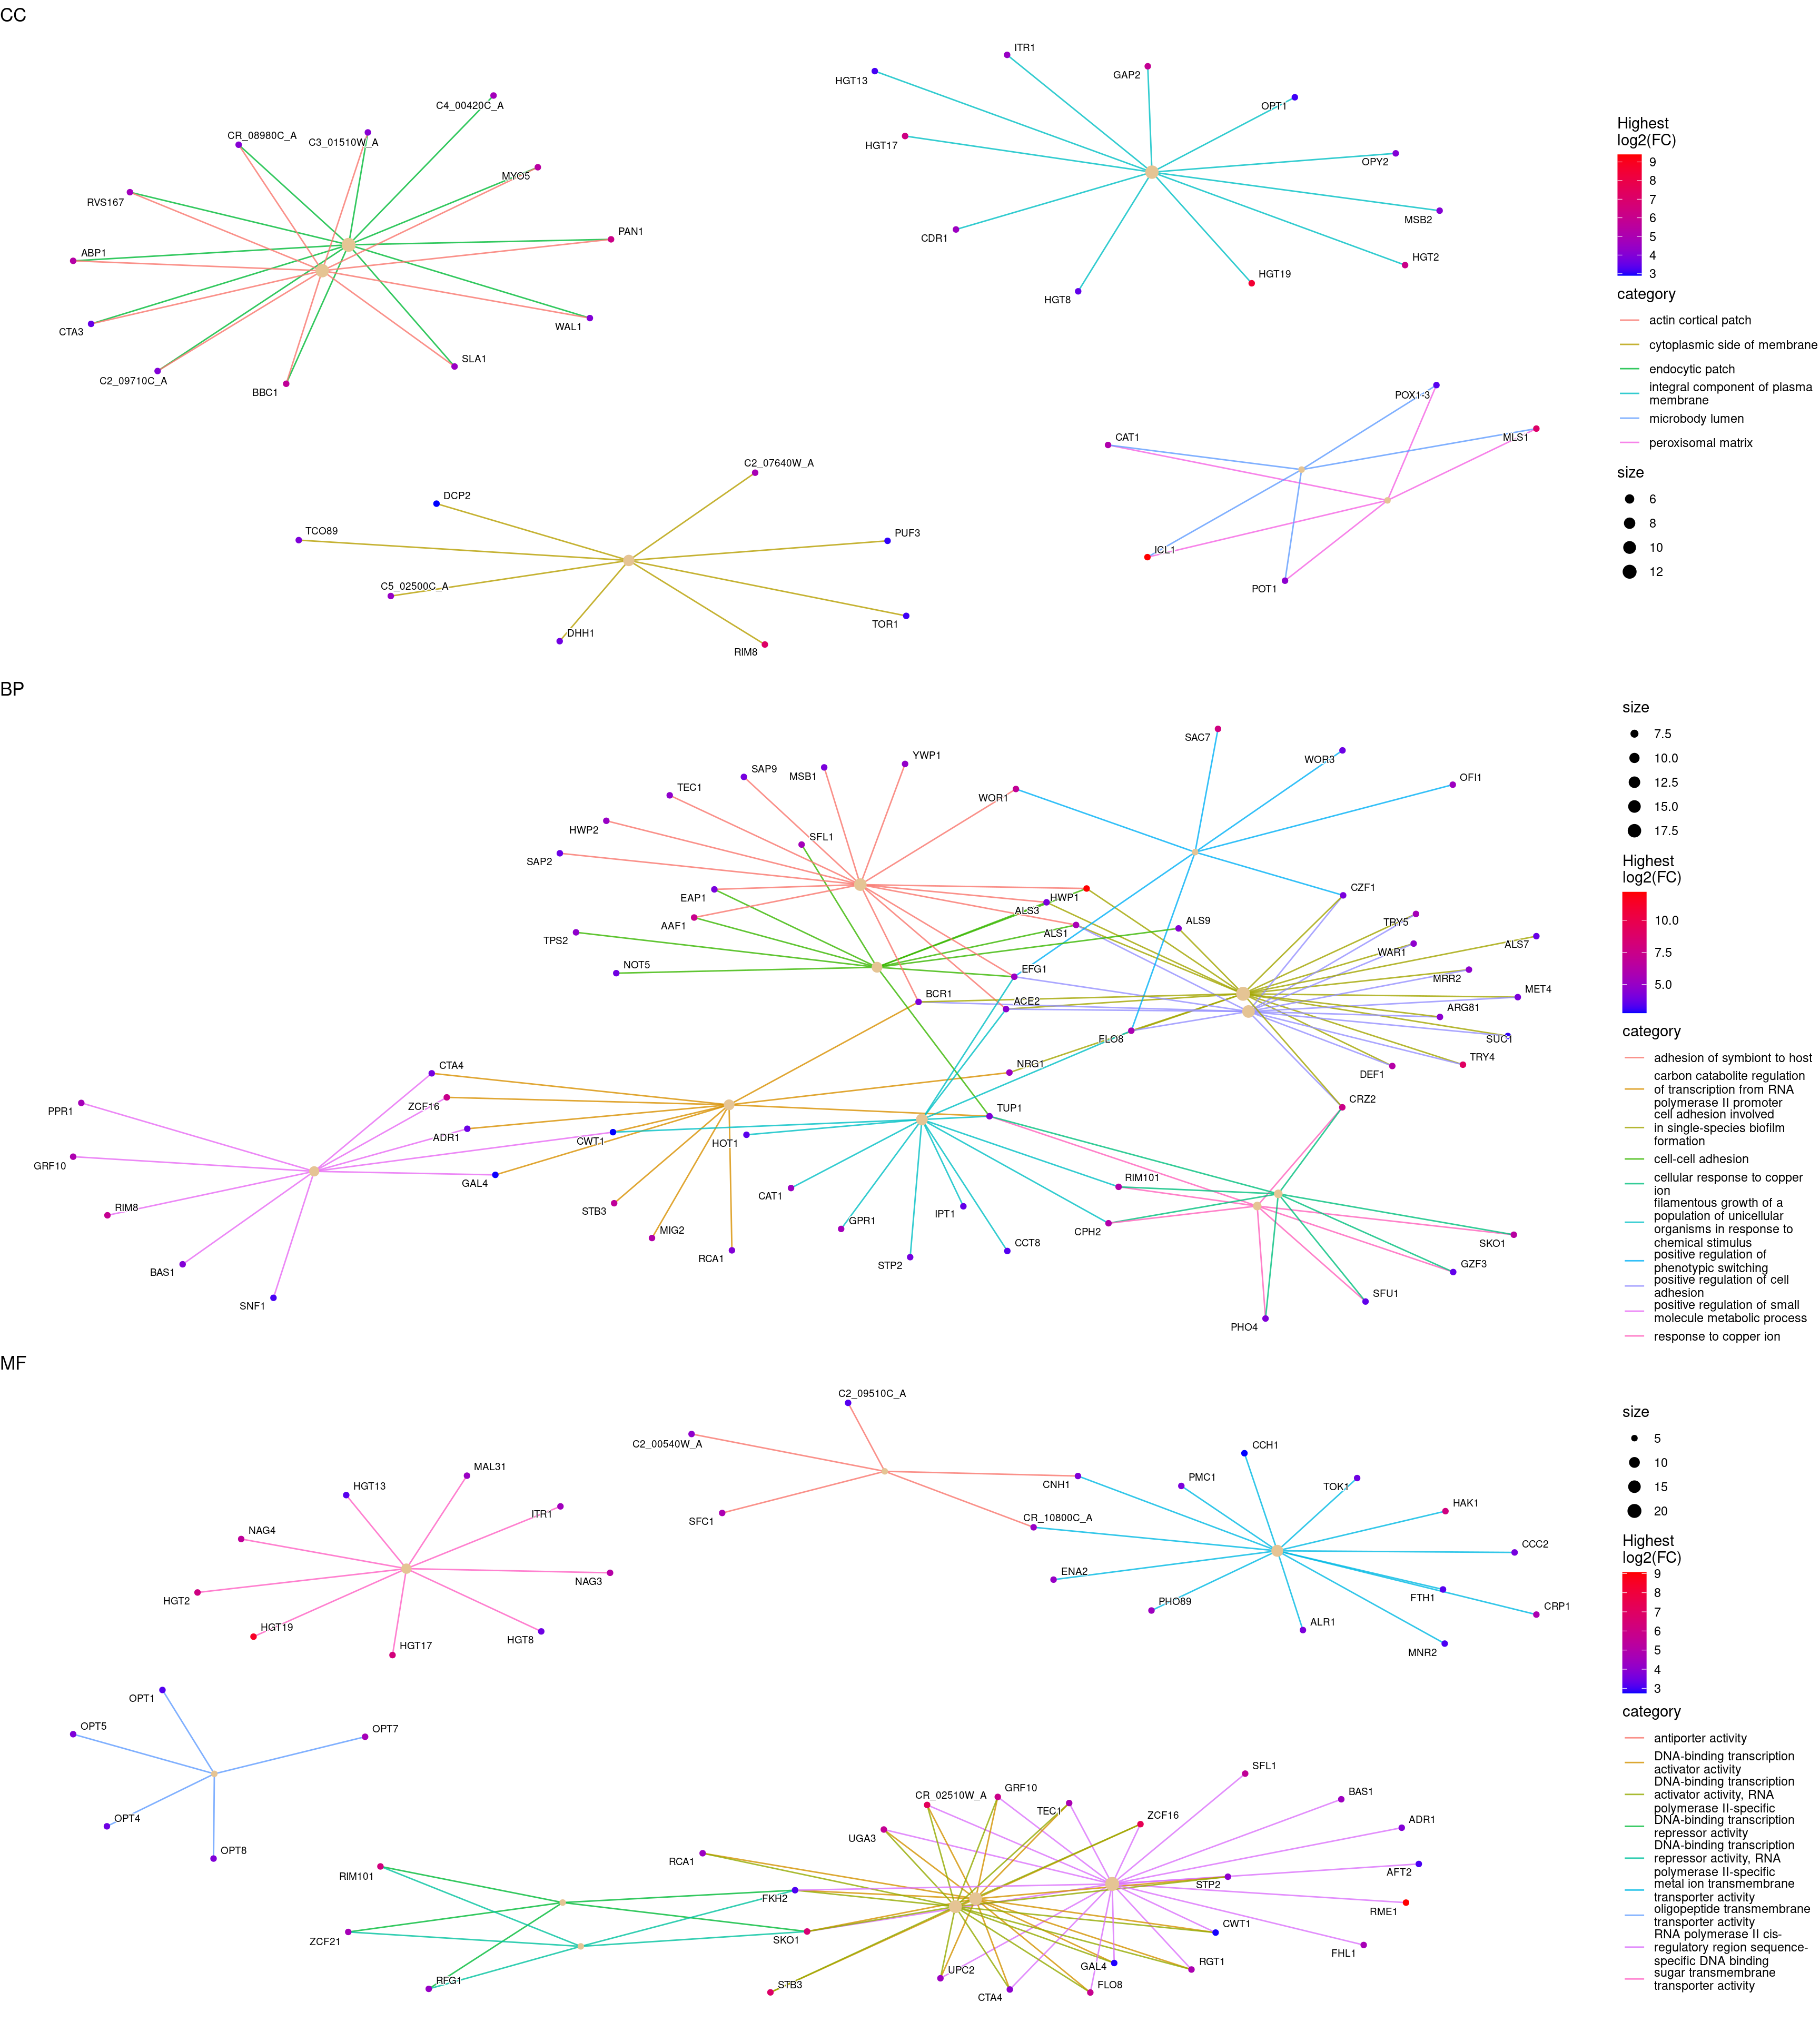 CC
ITR1
GAP2
HGT13
OPT1
C4_00420C_A
CR_08980C_A
C3_01510W_A
HGT17
OPY2
MYO5
RVS167
MSB2
PAN1
CDR1
ABP1
HGT2
HGT19
HGT8
CTA3
WAL1
SLA1
C2_09710C_A
BBC1
POX1-3
CAT1
MLS1
C2_07640W_A
DCP2
TCO89
PUF3
ICL1
C5_02500C_A
POT1
TOR1
DHH1
RIM8
Highest
log2(FC)
9
8
7
6
5
4
3
category
actin cortical patch
cytoplasmic side of membrane
endocytic patch
integral component of plasma
membrane
microbody lumen
peroxisomal matrix
size
6
8
10
12
BP
SAC7
WOR3
YWP1
SAP9
MSB1
OFI1
TEC1
WOR1
HWP2
SFL1
SAP2
CZF1
EAP1
HWP1
ALS3
TRY5
AAF1
ALS9
ALS1
TPS2
ALS7
WAR1
NOT5
EFG1
MRR2
BCR1
MET4
ACE2
ARG81
FLO8
SUC1
NRG1
TRY4
CTA4
DEF1
CRZ2
ZCF16
PPR1
TUP1
ADR1
CWT1
HOT1
GRF10
GAL4
RIM101
CAT1
RIM8
STB3
IPT1
GPR1
CPH2
MIG2
SKO1
CCT8
RCA1
STP2
GZF3
BAS1
SFU1
SNF1
PHO4
size
7.5
10.0
12.5
15.0
17.5
Highest
log2(FC)
10.0
7.5
5.0
category
adhesion of symbiont to host
carbon catabolite regulation
of transcription from RNA
polymerase II promoter
cell adhesion involved
in single-species biofilm
formation
cell-cell adhesion
cellular response to copper
ion
filamentous growth of a
population of unicellular
organisms in response to
chemical stimulus
positive regulation of
phenotypic switching
positive regulation of cell
adhesion
positive regulation of small
molecule metabolic process
response to copper ion
MF
C2_09510C_A
C2_00540W_A
CCH1
MAL31
PMC1
CNH1
TOK1
HGT13
HAK1
ITR1
SFC1
CR_10800C_A
NAG4
CCC2
ENA2
NAG3
FTH1
HGT2
PHO89
CRP1
HGT19
ALR1
HGT17
HGT8
MNR2
OPT1
OPT5
OPT7
OPT4
OPT8
SFL1
GRF10
CR_02510W_A
BAS1
TEC1
ZCF16
ADR1
UGA3
RCA1
AFT2
RIM101
STP2
FKH2
RME1
CWT1
ZCF21
SKO1
FHL1
RGT1
GAL4
UPC2
RFG1
STB3
FLO8
CTA4
size
5
10
15
20
Highest
log2(FC)
9
8
7
6
5
4
3
category
antiporter activity
DNA-binding transcription
activator activity
DNA-binding transcription
activator activity, RNA
polymerase II-specific
DNA-binding transcription
repressor activity
DNA-binding transcription
repressor activity, RNA
polymerase II-specific
metal ion transmembrane
transporter activity
oligopeptide transmembrane
transporter activity
RNA polymerase II cis-
regulatory region sequence-
specific DNA binding
sugar transmembrane
transporter activity